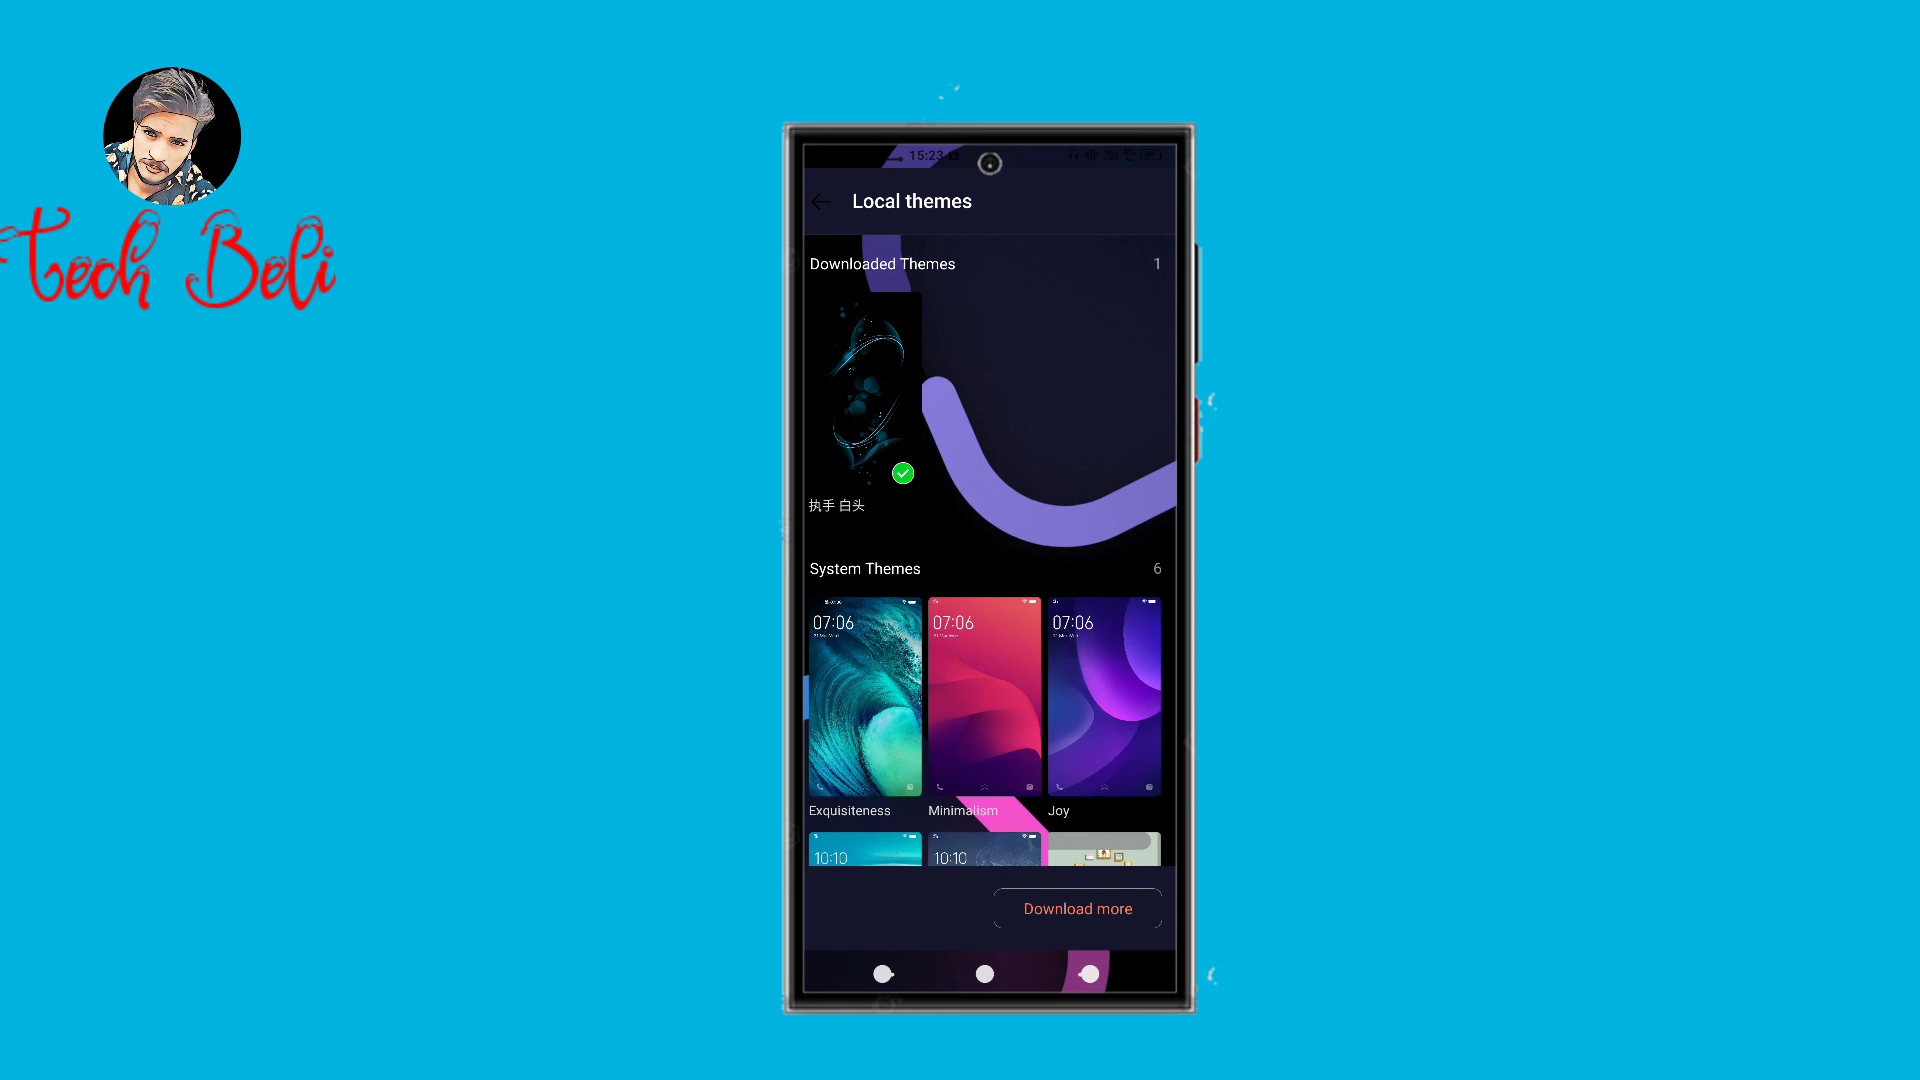 Tech Beli
15:23
Local themes
Downloaded Themes 1
执手 白头
System Themes 6
07:06 07:06 07:06
Exquisiteness Minimalism Joy
10:10 10:10
Download more